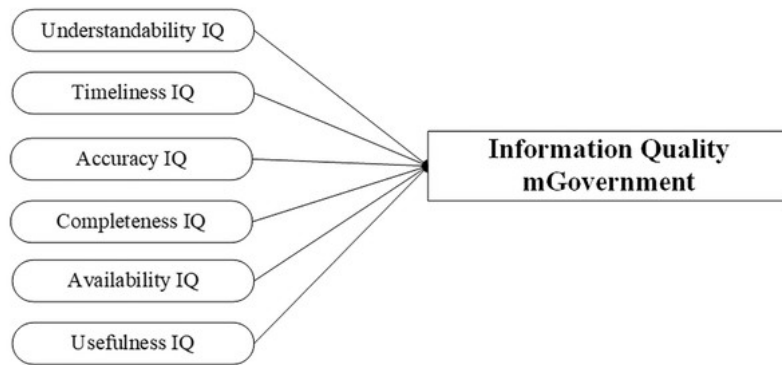 Understandability IQ
Timeliness IQ
Accuracy IQ
Completeness IQ
Availability IQ
Usefulness IQ
Information Quality
mGovernment